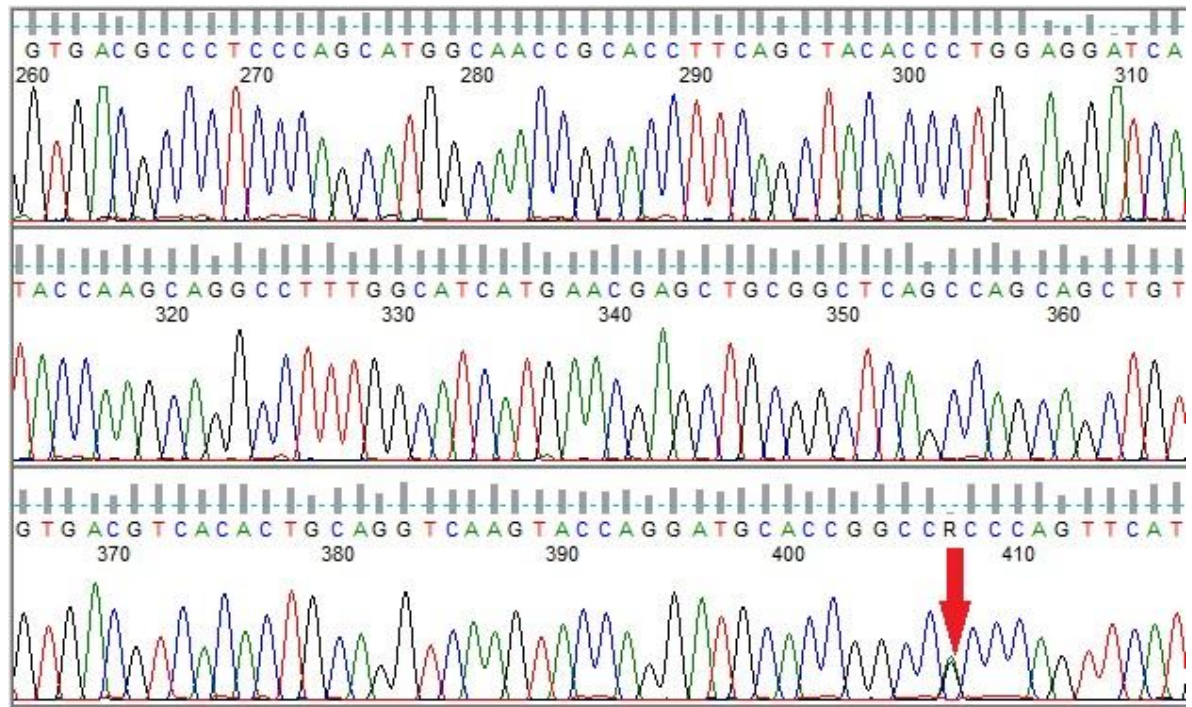 GTGACGCCCTCCCAGCATGGCAACCGCACCTTCAGCTACACCCTGGAGGATCA
260 270 280 290 300 310
TACCAAGCAGGCCTTTGGCATCATGAACGAGCTGCGGCTCAGCCAGCAGCTGT
320 330 340 350 360
GTGACGTCACACTGCAGGTCAAGTACCAGGATGCACCGGCCRCCCAGTTCAT
370 380 390 400 410